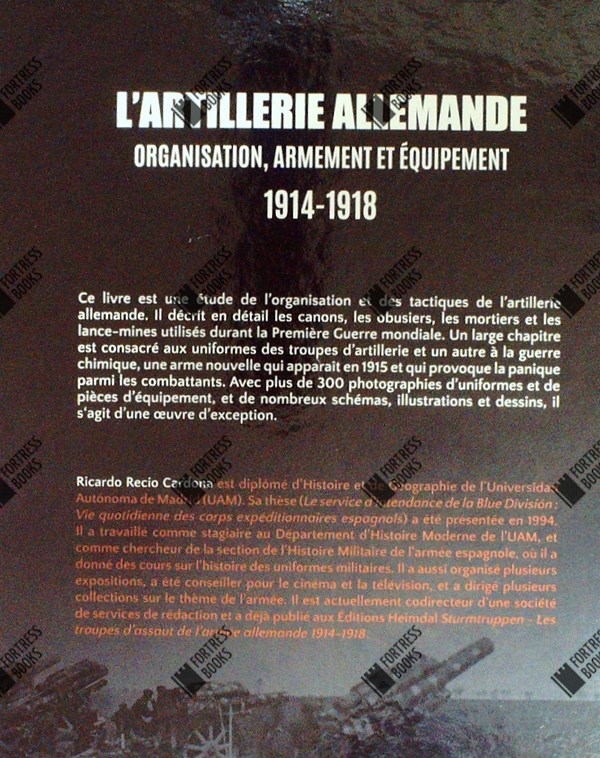 L'ARTILLERIE ALLEMANDE
ORGANISATION, ARMEMENT ET ÉQUIPEMENT
1914-1918
Ce livre est une étude de l'organisation et des tactiques de l'artillerie
allemande. Il décrit en détail les canons, les obusiers, les mortiers et les
lance-mines utilisés durant la Première Guerre mondiale. Un large chapitre
est consacré aux uniformes des troupes d'artillerie et un autre à la guerre
chimique, une arme nouvelle qui apparait en 1915 et qui provoque la panique
parmi les combattants. Avec plus de 300 photographies d'uniformes et de
pièces d'équipement, et de nombreux schémas, illustrations et dessins, il
s'agit d'une œuvre d'exception.
Ricardo Recio Cardona est diplômé d'Histoire et de Géographie de l'Universidad
Autónoma de Madrid (UAM). Sa thèse (Le service d'intendance de la Blue División :
Vie quotidienne des corps expéditionnaires espagnols) a été présentée en 1994.
Il a travaillé comme stagiaire au Département d'Histoire Moderne de l'UAM, et
comme chercheur de la section de l'Histoire Militaire de l'armée espagnole, où il a
donné des cours sur l'histoire des uniformes militaires. Il a aussi organisé plusieurs
expositions, a été conseiller pour le cinéma et la télévision, et a dirigé plusieurs
collections sur le thème de l'armée. Il est actuellement codirecteur d'une société
de services de rédaction et a déjà publié aux Éditions Heimdal Sturmtruppen - Les
troupes d'assaut de l'armée allemande 1914-1918.
FORTRESS BOOKS